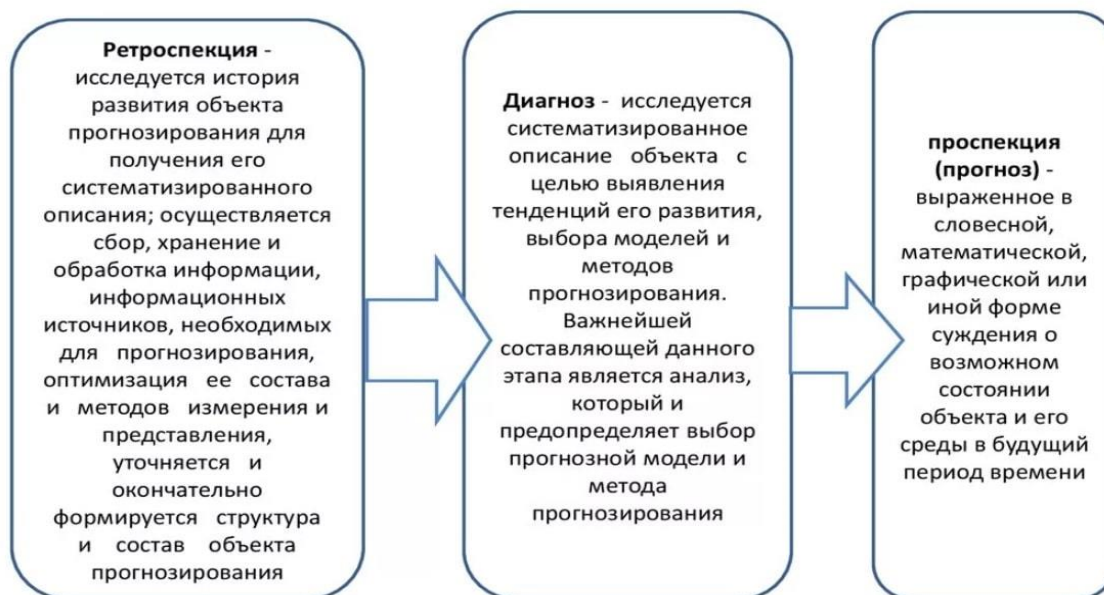 Ретроспекция -
исследуется история
развития объекта
прогнозирования для
получения его
систематизированного
описания; осуществляется
сбор, хранение и
обработка информации,
информационных
источников, необходимых
для прогнозирования,
оптимизация ее состава
и методов измерения и
представления,
уточняется и
окончательно
формируется структура
и состав объекта
прогнозирования
Диагноз - исследуется
систематизированное
описание объекта с
целью выявления
тенденций его развития,
выбора моделей и
методов
прогнозирования.
Важнейшей
составляющей данного
этапа является анализ,
который и
предопределяет выбор
прогнозной модели и
метода
прогнозирования
проспекция
(прогноз) -
выраженное в
словесной,
математической,
графической или
иной форме
суждения о
возможном
состоянии
объекта и его
среды в будущий
период времени